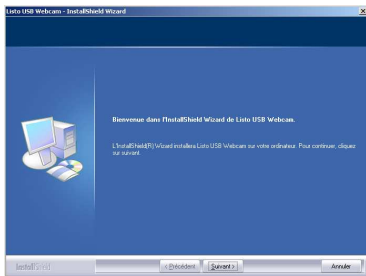 Listo USB Webcam - InstallShield Wizard
Bienvenue dans l'InstallShield Wizard de Listo USB Webcam.
L'InstallShield(R) Wizard installera Listo USB Webcam sur votre ordinateur. Pour continuer, cliquez
sur suivant.
InstallShield
< Précédent Suivant > Annuler